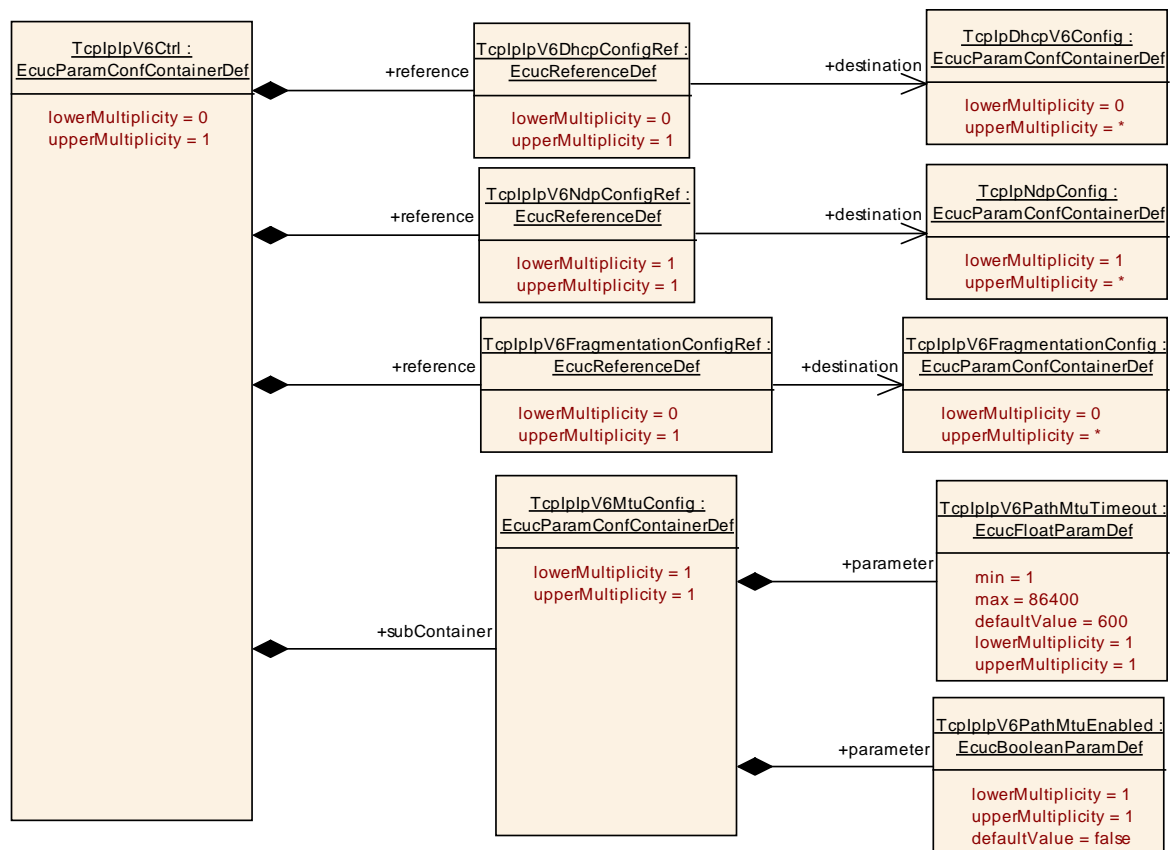 TcpIpIpV6Ctrl :
EcucParamConfContainerDef
lowerMultiplicity = 0
upperMultiplicity = 1
+reference
TcpIpIpV6DhcpConfigRef :
EcucReferenceDef
lowerMultiplicity = 0
upperMultiplicity = 1
+destination
TcpIpDhcpV6Config :
EcucParamConfContainerDef
lowerMultiplicity = 0
upperMultiplicity = *
+reference
TcpIpIpV6NdpConfigRef :
EcucReferenceDef
lowerMultiplicity = 1
upperMultiplicity = 1
+destination
TcpIpNdpConfig :
EcucParamConfContainerDef
lowerMultiplicity = 1
upperMultiplicity = *
+reference
TcpIpIpV6FragmentationConfigRef :
EcucReferenceDef
lowerMultiplicity = 0
upperMultiplicity = 1
+destination
TcpIpIpV6FragmentationConfig :
EcucParamConfContainerDef
lowerMultiplicity = 0
upperMultiplicity = *
+subContainer
TcpIpIpV6MtuConfig :
EcucParamConfContainerDef
lowerMultiplicity = 1
upperMultiplicity = 1
+parameter
TcpIpIpV6PathMtuTimeout :
EcucFloatParamDef
min = 1
max = 86400
defaultValue = 600
lowerMultiplicity = 1
upperMultiplicity = 1
+parameter
TcpIpIpV6PathMtuEnabled :
EcucBooleanParamDef
lowerMultiplicity = 1
upperMultiplicity = 1
defaultValue = false